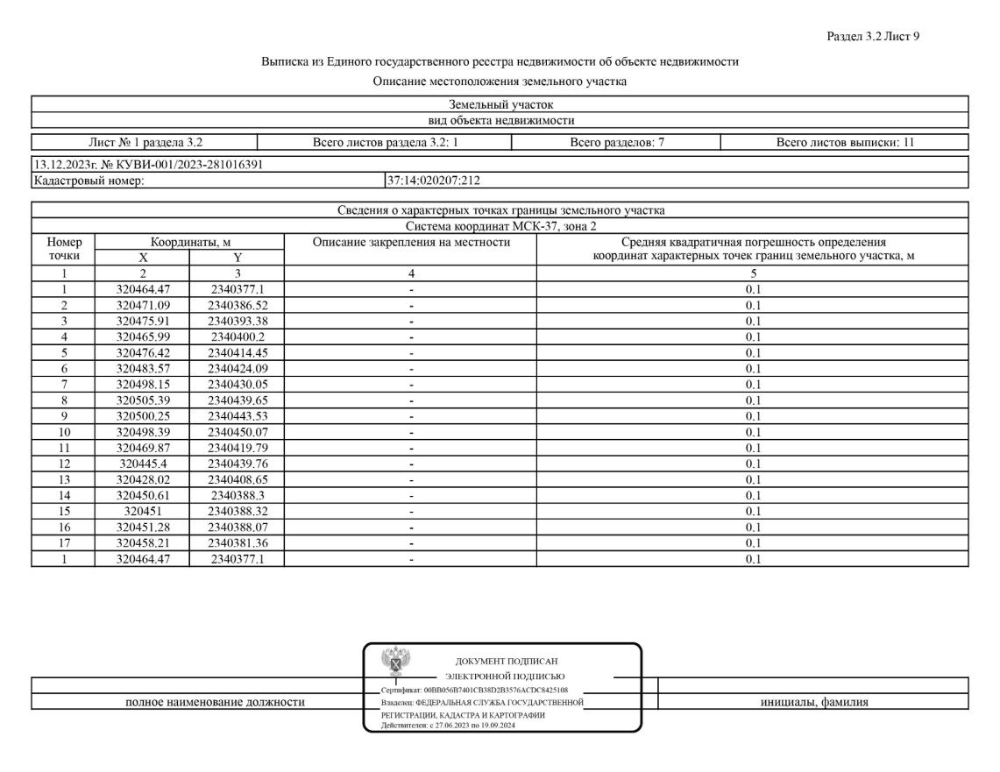 Раздел 3.2 Лист 9
Выписка из Единого государственного реестра недвижимости об объекте недвижимости
Описание местоположения земельного участка
Земельный участок
вид объекта недвижимости
Лист № 1 раздела 3.2 Всего листов раздела 3.2: 1 Всего разделов: 7 Всего листов выписки: 11
13.12.2023г. № КУВИ-001/2023-281016391
Кадастровый номер: 37:14:020207:212
Сведения о характерных точках границы земельного участка
Система координат МСК-37, зона 2
Номер точки Координаты, м Описание закрепления на местности Средняя квадратичная погрешность определения координат характерных точек границ земельного участка, м
X Y
1 2 3 4 5
1 320464.47 2340377.1 - 0.1
2 320471.09 2340386.52 - 0.1
3 320475.91 2340393.38 - 0.1
4 320465.99 2340400.2 - 0.1
5 320476.42 2340414.45 - 0.1
6 320483.57 2340424.09 - 0.1
7 320498.15 2340430.05 - 0.1
8 320505.39 2340439.65 - 0.1
9 320500.25 2340443.53 - 0.1
10 320498.39 2340450.07 - 0.1
11 320469.87 2340419.79 - 0.1
12 320445.4 2340439.76 - 0.1
13 320428.02 2340408.65 - 0.1
14 320450.61 2340388.3 - 0.1
15 320451 2340388.32 - 0.1
16 320451.28 2340388.07 - 0.1
17 320458.21 2340381.36 - 0.1
1 320464.47 2340377.1 - 0.1
ДОКУМЕНТ ПОДПИСАН
ЭЛЕКТРОННОЙ ПОДПИСЬЮ
Сертификат: 00BB056B7401CB38D2B3576ACDC8425108
Владелец: ФЕДЕРАЛЬНАЯ СЛУЖБА ГОСУДАРСТВЕННОЙ
РЕГИСТРАЦИИ, КАДАСТРА И КАРТОГРАФИИ
Действителен: с 27.06.2023 по 19.09.2024
полное наименование должности инициалы, фамилия